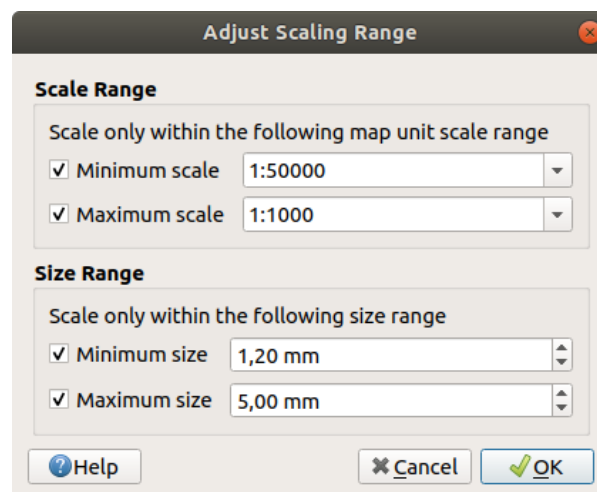 Adjust Scaling Range
Scale Range
Scale only within the following map unit scale range
Minimum scale 1:50000
Maximum scale 1:1000
Size Range
Scale only within the following size range
Minimum size 1,20 mm
Maximum size 5,00 mm
Help Cancel OK